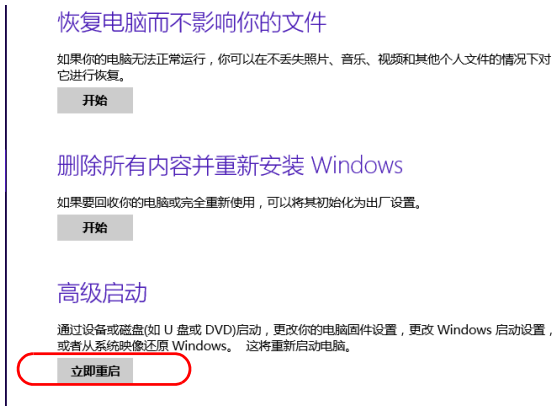 恢复电脑而不影响你的文件
如果你的电脑无法正常运行，你可以在不丢失照片、音乐、视频和其他个人文件的情况下对
它进行恢复。
开始
删除所有内容并重新安装 Windows
如果要回收你的电脑或完全重新使用，可以将其初始化为出厂设置。
开始
高级启动
通过设备或磁盘(如 U 盘或 DVD)启动，更改你的电脑固件设置，更改 Windows 启动设置，
或者从系统映像还原 Windows。 这将重新启动电脑。
立即重启